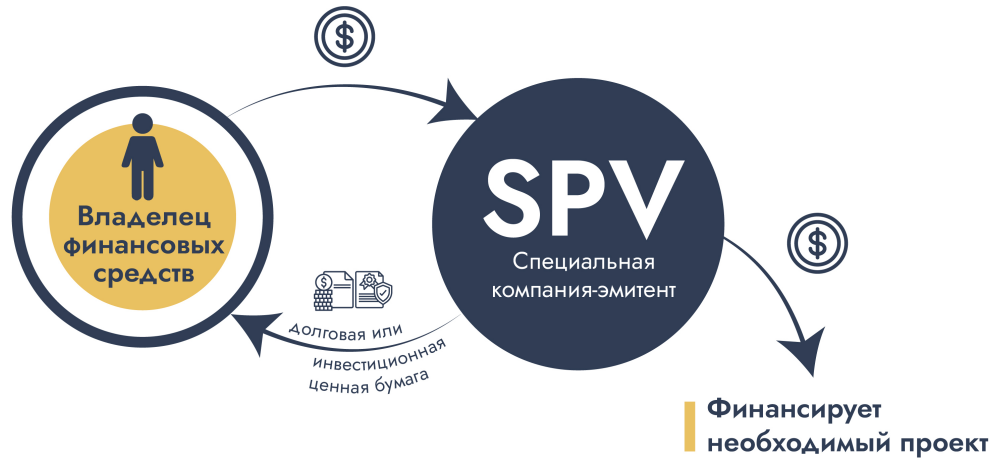 Владелец
финансовых
средств
$
$
SPV
Специальная
компания-эмитент
$
$
долговая или
инвестиционная
ценная бумага
Финансирует
необходимый проект